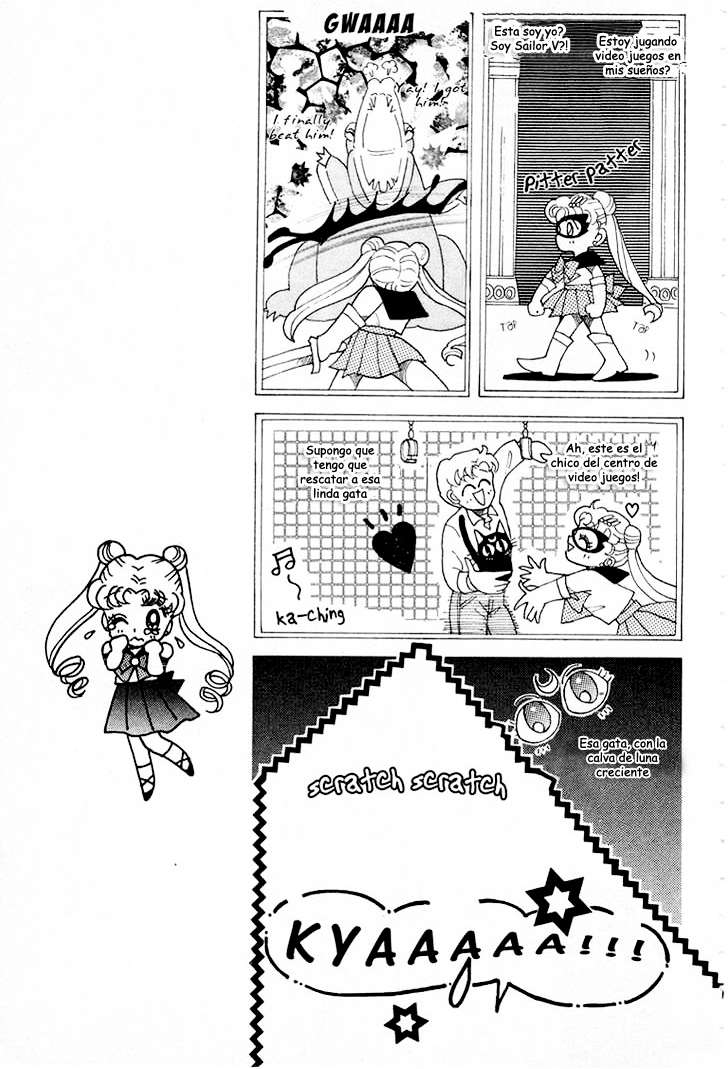 GWAAAA
Yay! I got
him!
I finally
beat him!
Esta soy yo?
Soy Sailor V?!
Estoy jugando
video juegos en
mis sueños?
Pitter patter
TAP
TAP
Supongo que
tengo que
rescatar a esa
linda gata
Ah, este es el
chico del centro de
video juegos!
ka-ching
Esa gata, con la
calva de luna
creciente
scratch scratch
KYAAAAAA!!!